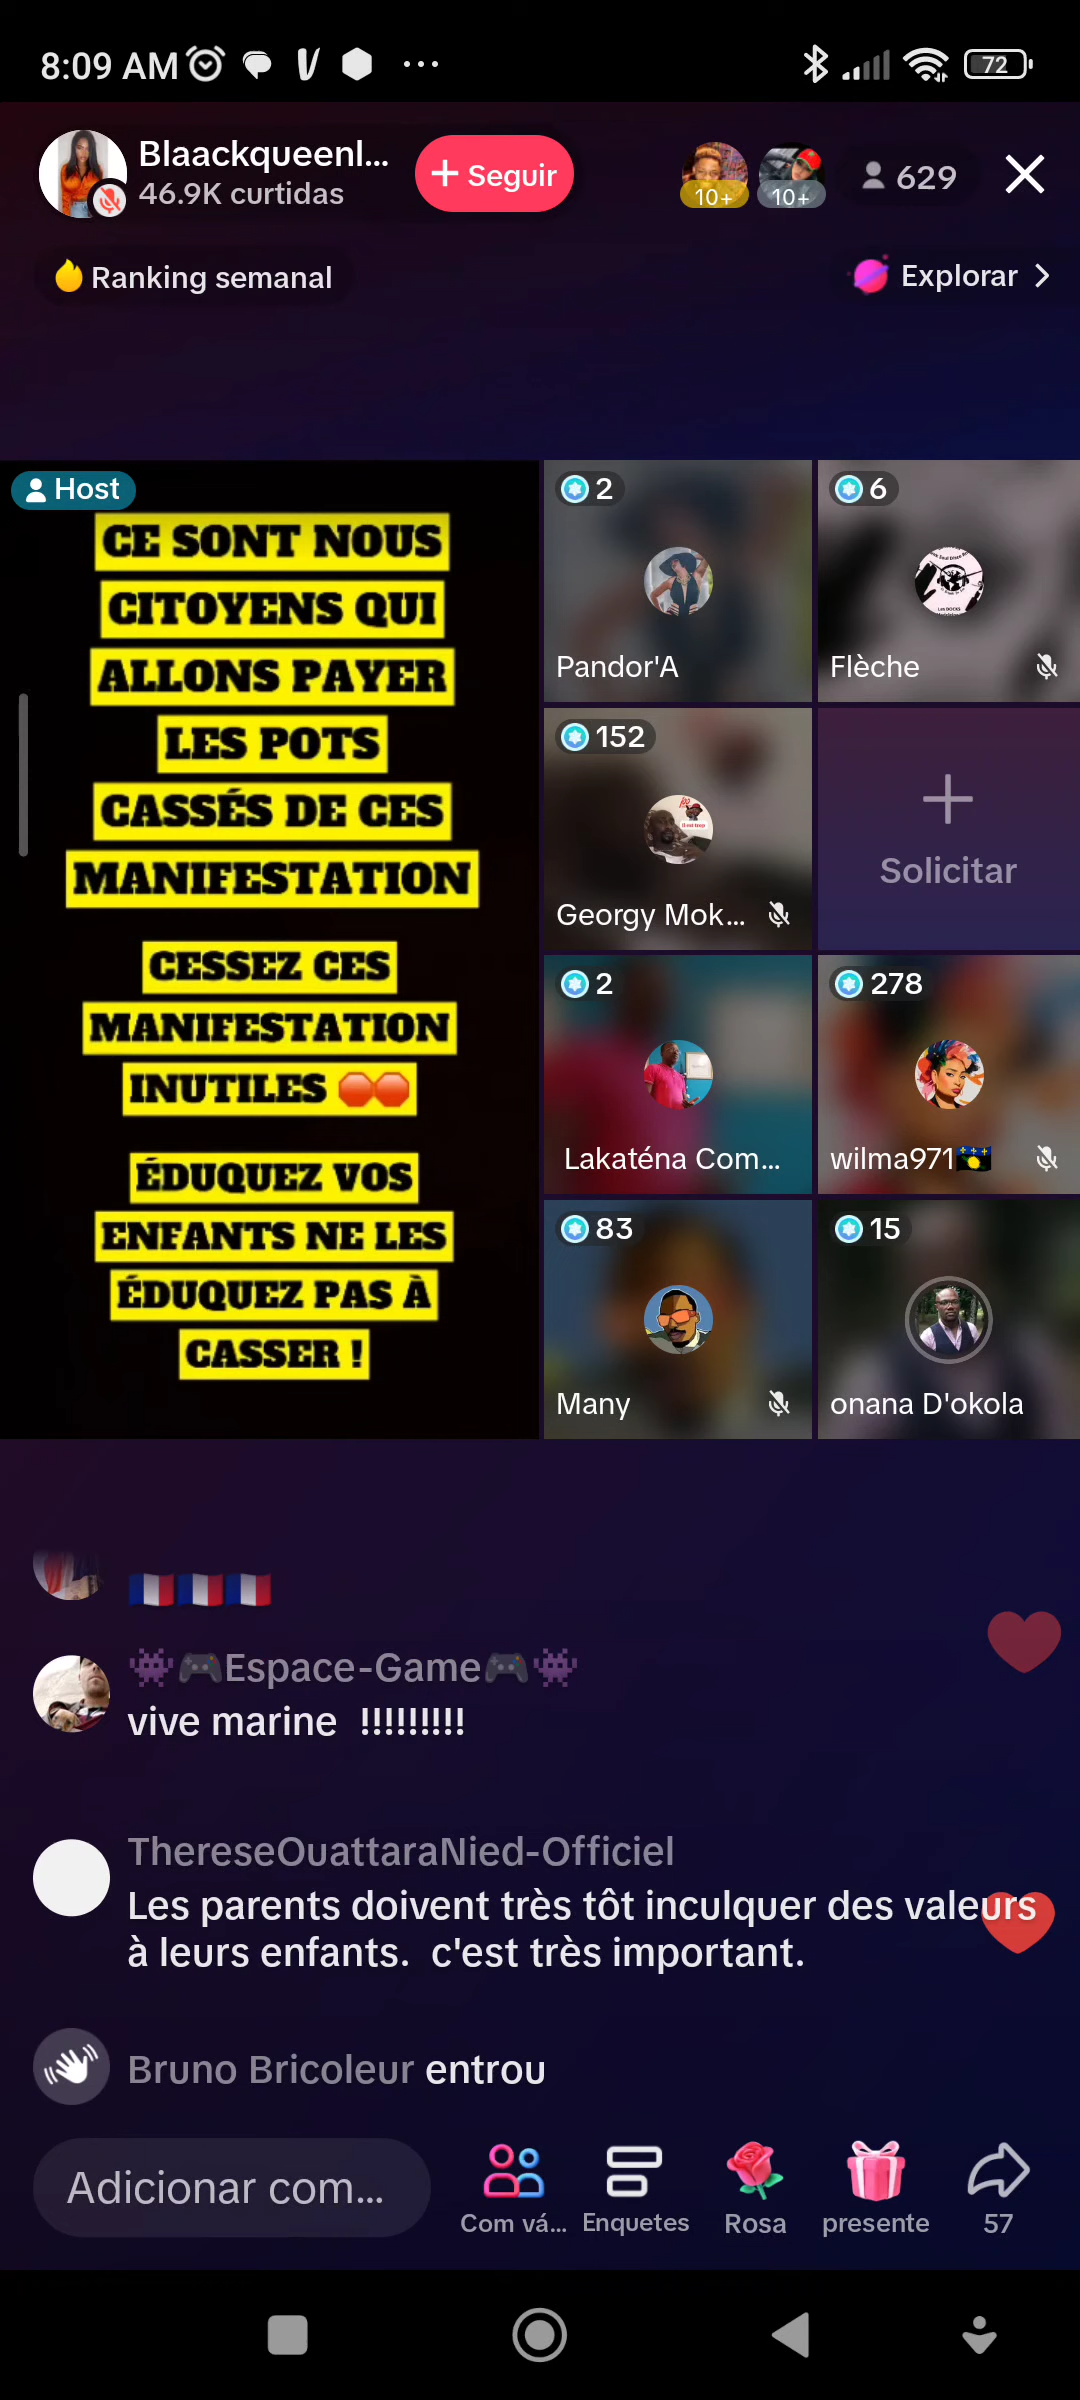 8:09 AM
72
Blaackqueenl...
46.9K curtidas
+ Seguir
10+
10+
629
Ranking semanal
Explorar >
Host
CE SONT NOUS
CITOYENS QUI
ALLONS PAYER
LES POTS
CASSÉS DE CES
MANIFESTATION
CESSEZ CES
MANIFESTATION
INUTILES 🛑🛑
ÉDUQUEZ VOS
ENFANTS NE LES
ÉDUQUEZ PAS À
CASSER !
2
Pandor'A
6
Flèche
152
Georgy Mok...
Solicitar
2
Lakaténa Com...
278
wilma971
83
Many
15
onana D'okola
🇫🇷🇫🇷🇫🇷
👾🎮Espace-Game🎮👾
vive marine !!!!!!!!!
ThereseOuattaraNied-Officiel
Les parents doivent très tôt inculquer des valeurs
à leurs enfants. c'est très important.
Bruno Bricoleur entrou
Adicionar com...
Com vá...
Enquetes
Rosa
presente
57